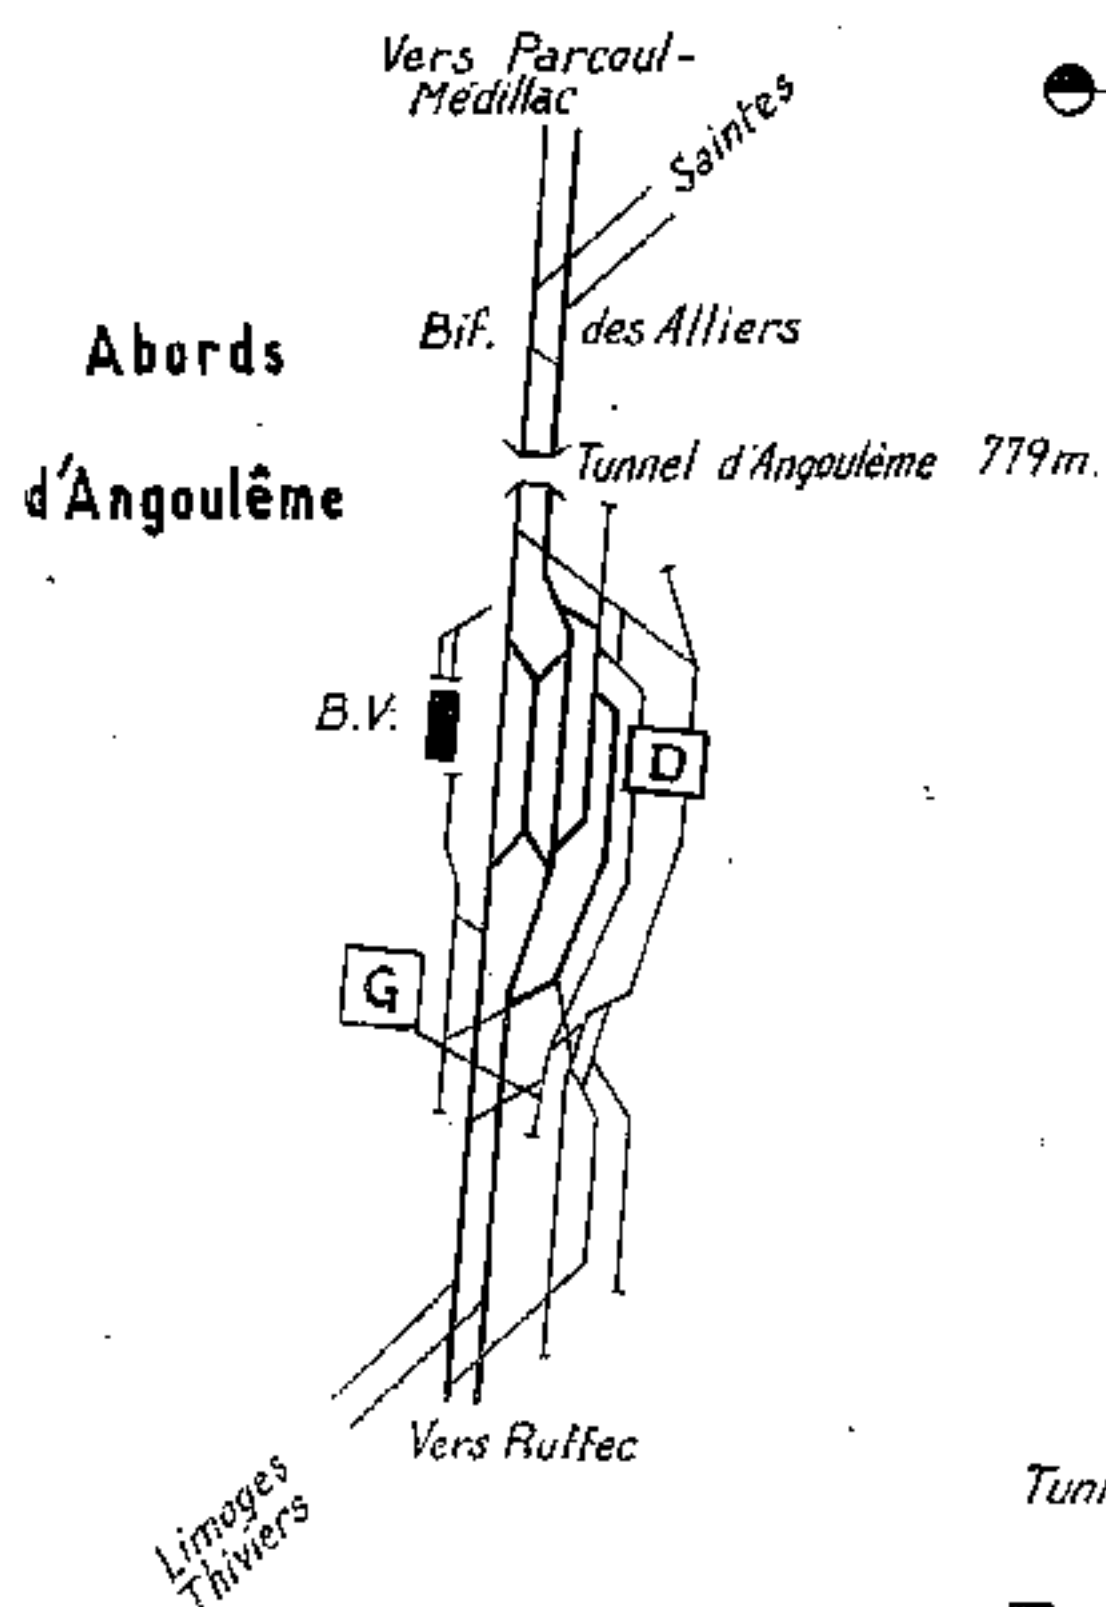 Vers Parcoul-
Médillac
Saintes
Bif. des Alliers
Abords
d'Angoulême
Tunnel d'Angoulême 779m.
B.V.
D
G
Vers Ruffec
Limoges
Thiviers